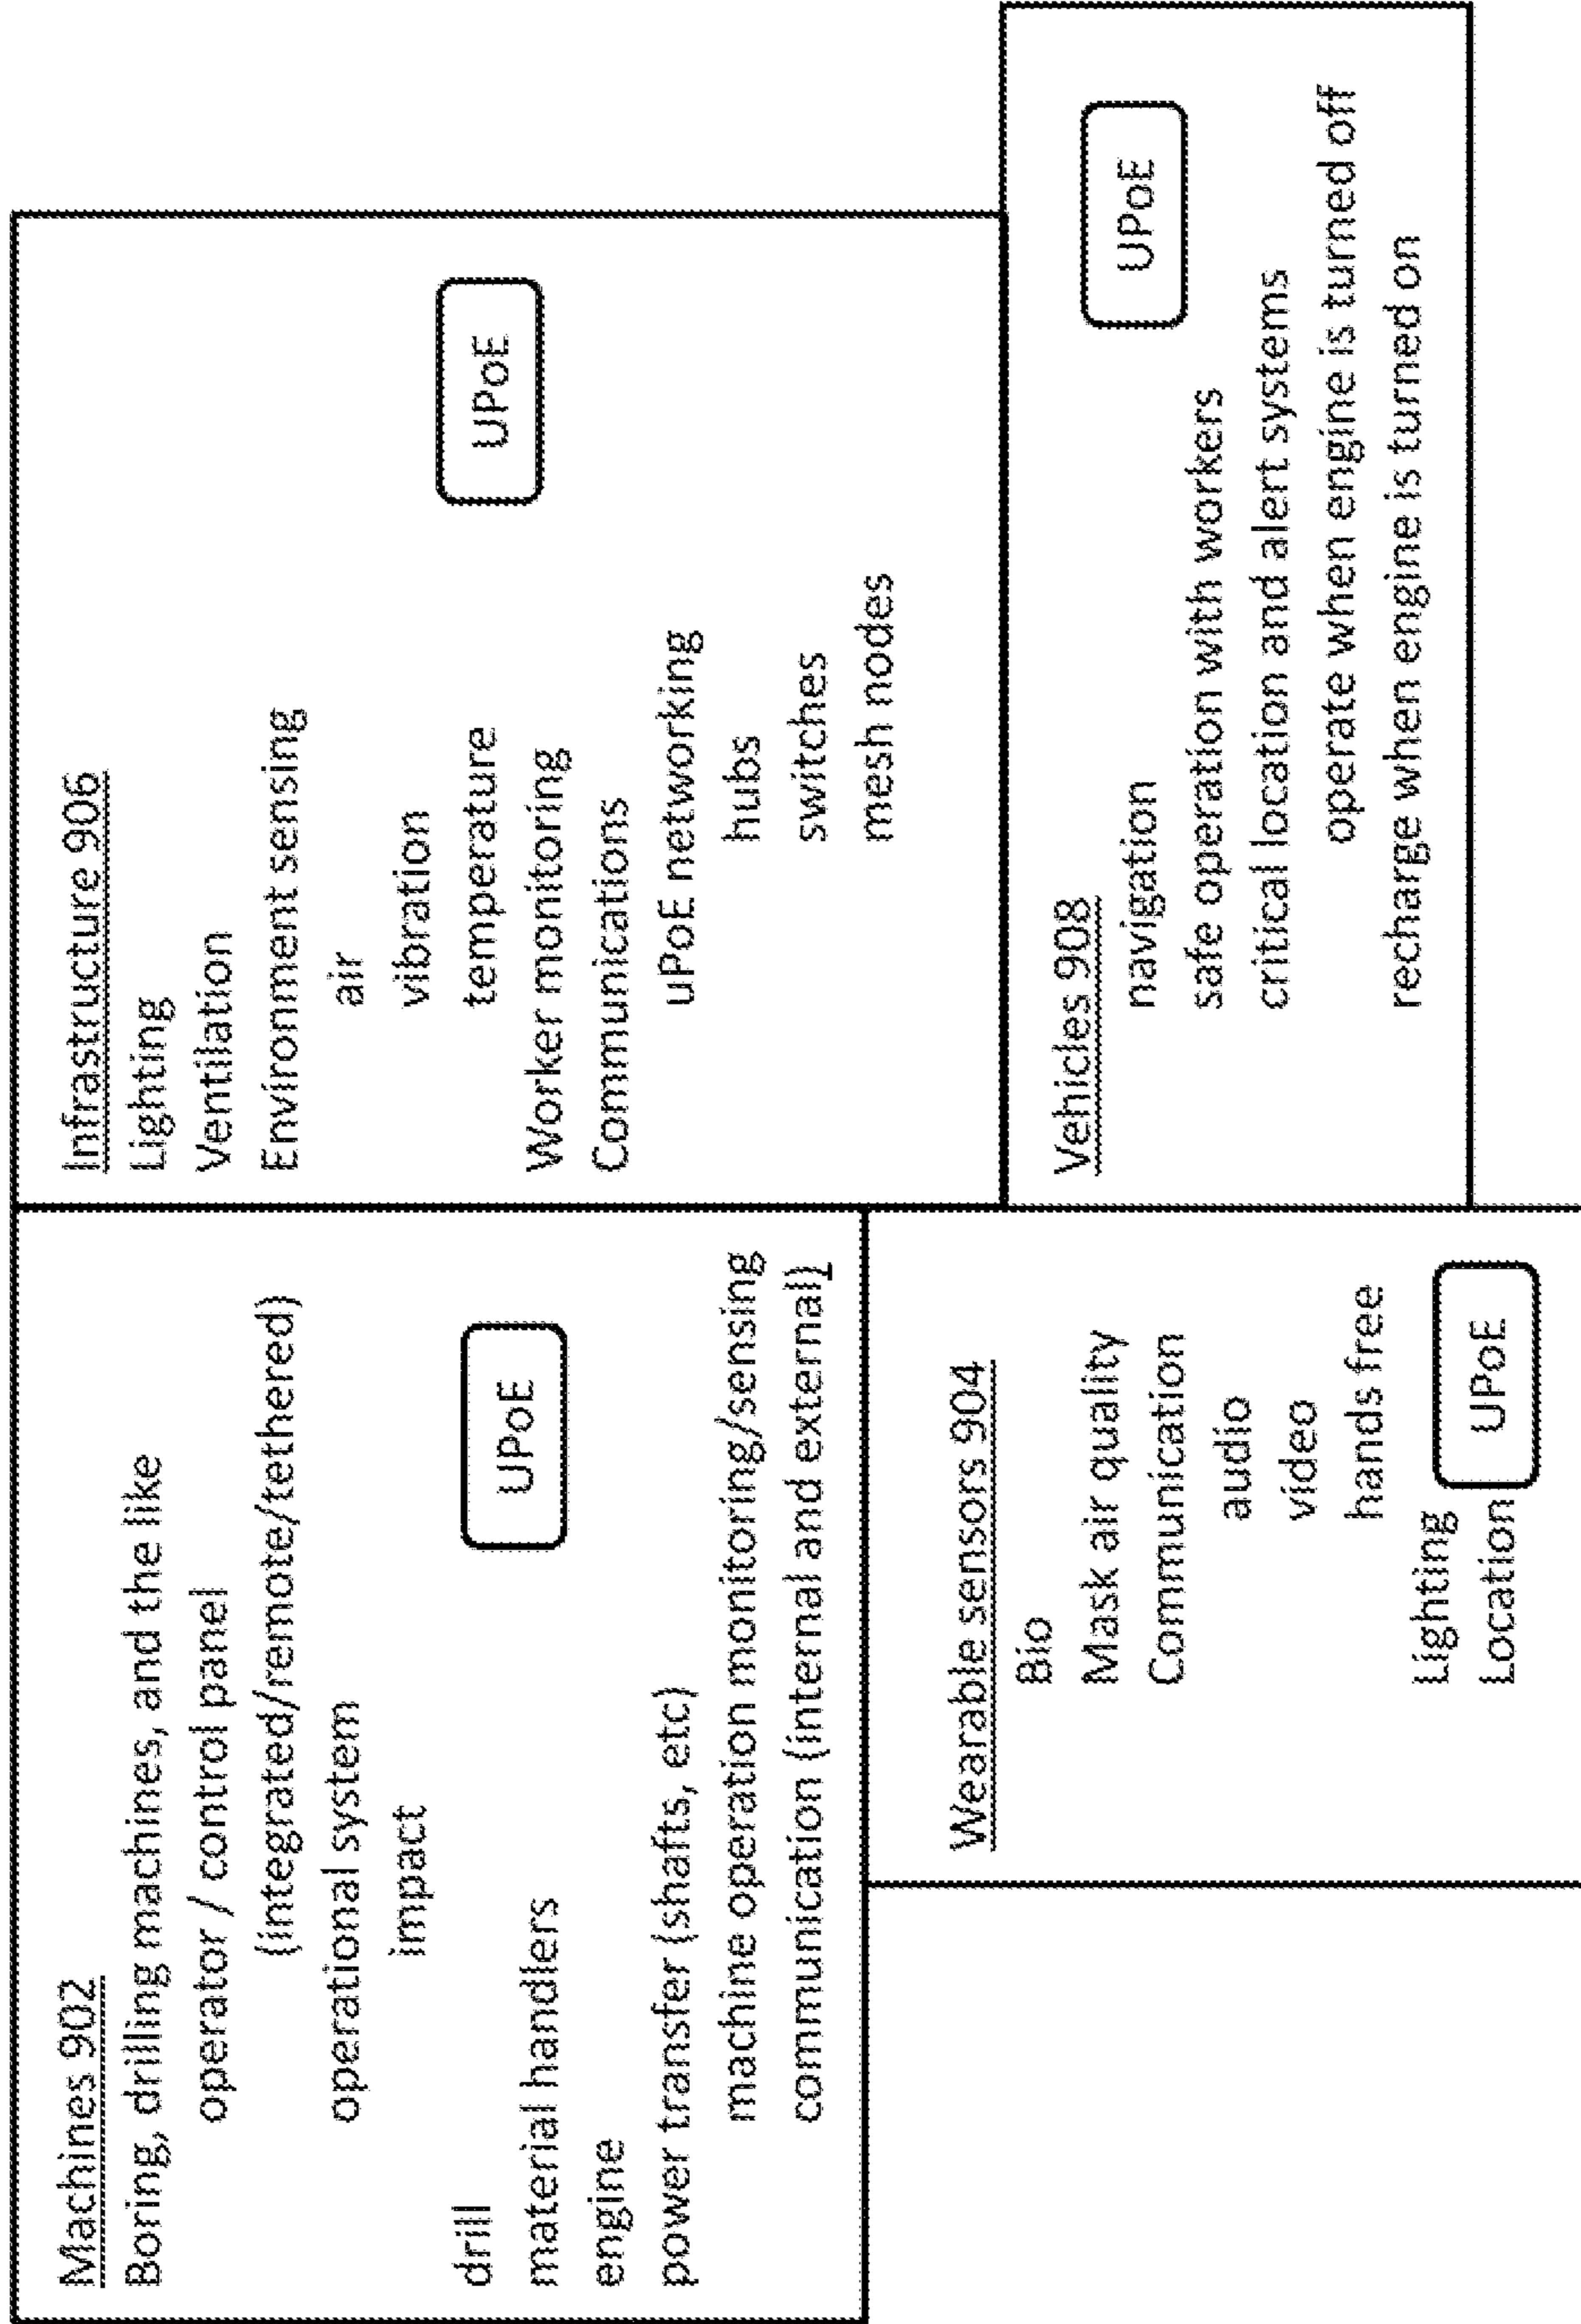 Machines 902
Boring, drilling machines, and the like
operator / control panel
(integrated/remote/tethered)
operational system
impact
drill
UPoE
material handlers
engine
power transfer (shafts, etc)
machine operation monitoring/sensing
communication (internal and external)
Infrastructure 906
Lighting
Ventilation
Environment sensing
air
vibration
temperature
UPoE
Worker monitoring
Communications
uPoE networking
hubs
switches
mesh nodes
Wearable sensors 904
Bio
Mask air quality
Communication
audio
video
hands free
Lighting
Location
UPoE
Vehicles 908
navigation
UPoE
safe operation with workers
critical location and alert systems
operate when engine is turned off
recharge when engine is turned on